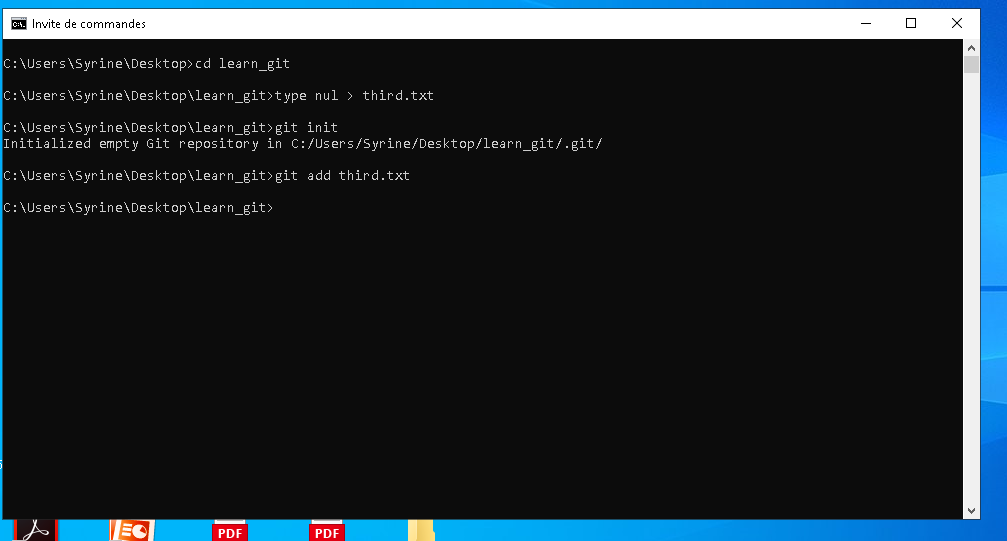 Invite de commandes
C:\Users\Syrine\Desktop>cd learn_git
C:\Users\Syrine\Desktop\learn_git>type nul > third.txt
C:\Users\Syrine\Desktop\learn_git>git init
Initialized empty Git repository in C:/Users/Syrine/Desktop/learn_git/.git/
C:\Users\Syrine\Desktop\learn_git>git add third.txt
C:\Users\Syrine\Desktop\learn_git>
PDF PDF